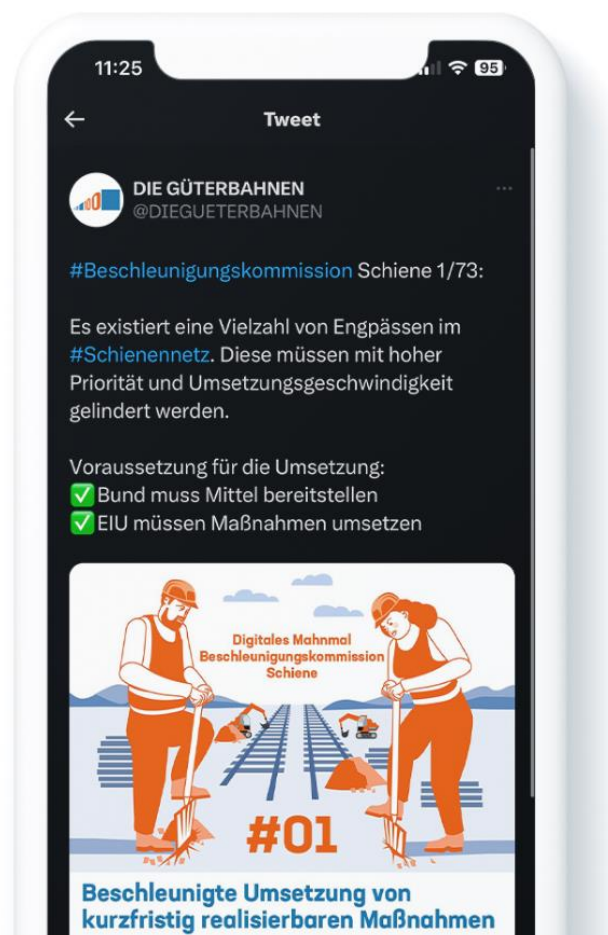 11:25
95
Tweet
DIE GÜTERBAHNEN
@DIEGUETERBAHNEN
#Beschleunigungskommission Schiene 1/73:
Es existiert eine Vielzahl von Engpässen im
#Schienennetz. Diese müssen mit hoher
Priorität und Umsetzungsgeschwindigkeit
gelindert werden.
Voraussetzung für die Umsetzung:
✅Bund muss Mittel bereitstellen
✅EIU müssen Maßnahmen umsetzen
Digitales Mahnmal
Beschleunigungskommission
Schiene
#01
Beschleunigte Umsetzung von
kurzfristig realisierbaren Maßnahmen